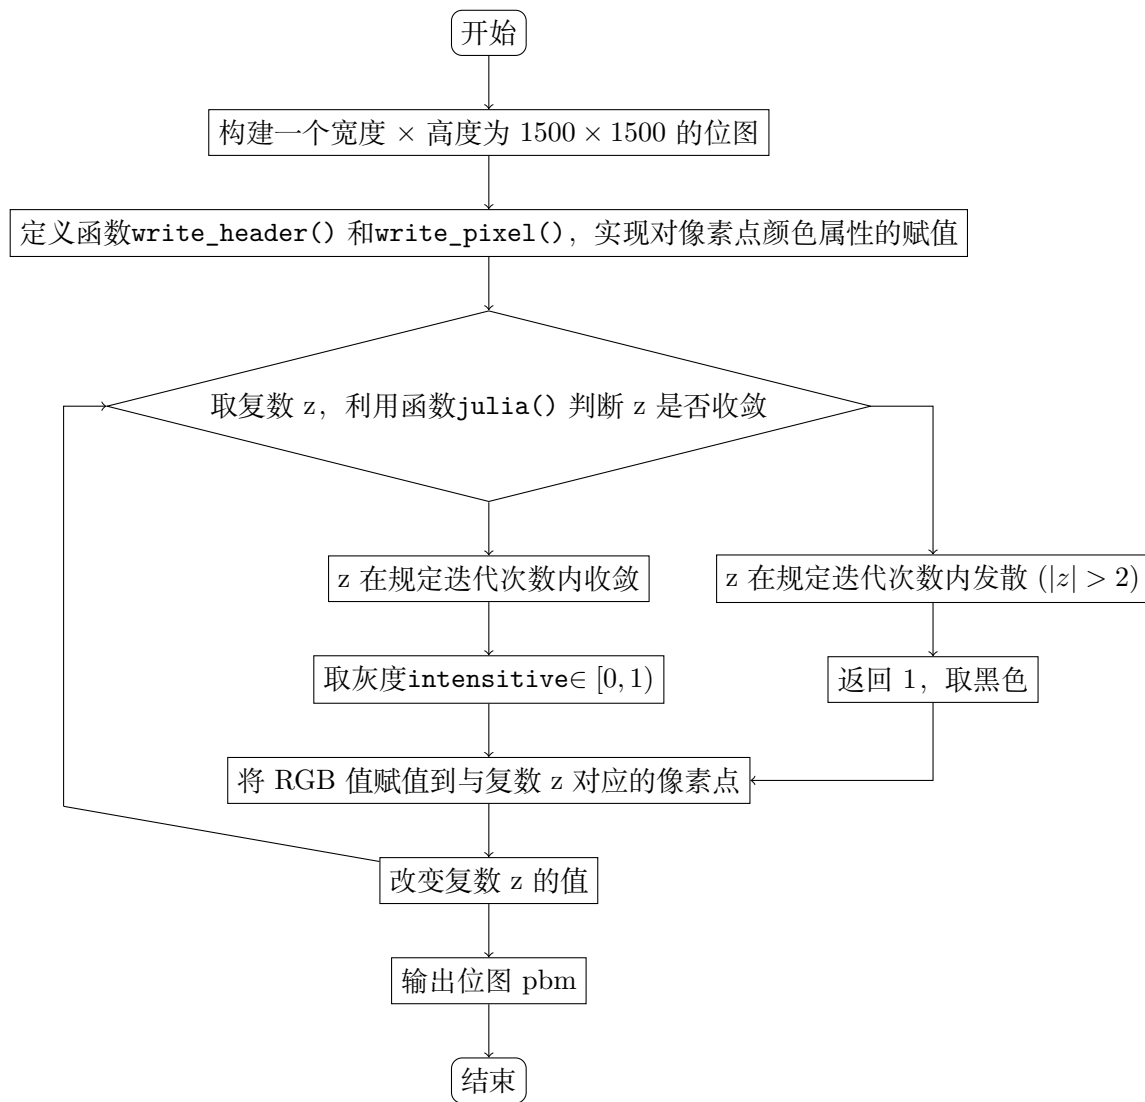 开始
构建一个宽度 × 高度为 1500 × 1500 的位图
定义函数write_header() 和write_pixel()，实现对像素点颜色属性的赋值
取复数 z，利用函数julia() 判断 z 是否收敛
z 在规定迭代次数内收敛
z 在规定迭代次数内发散 (|z| > 2)
取灰度intensitive∈ [0, 1)
返回 1，取黑色
将 RGB 值赋值到与复数 z 对应的像素点
改变复数 z 的值
输出位图 pbm
结束